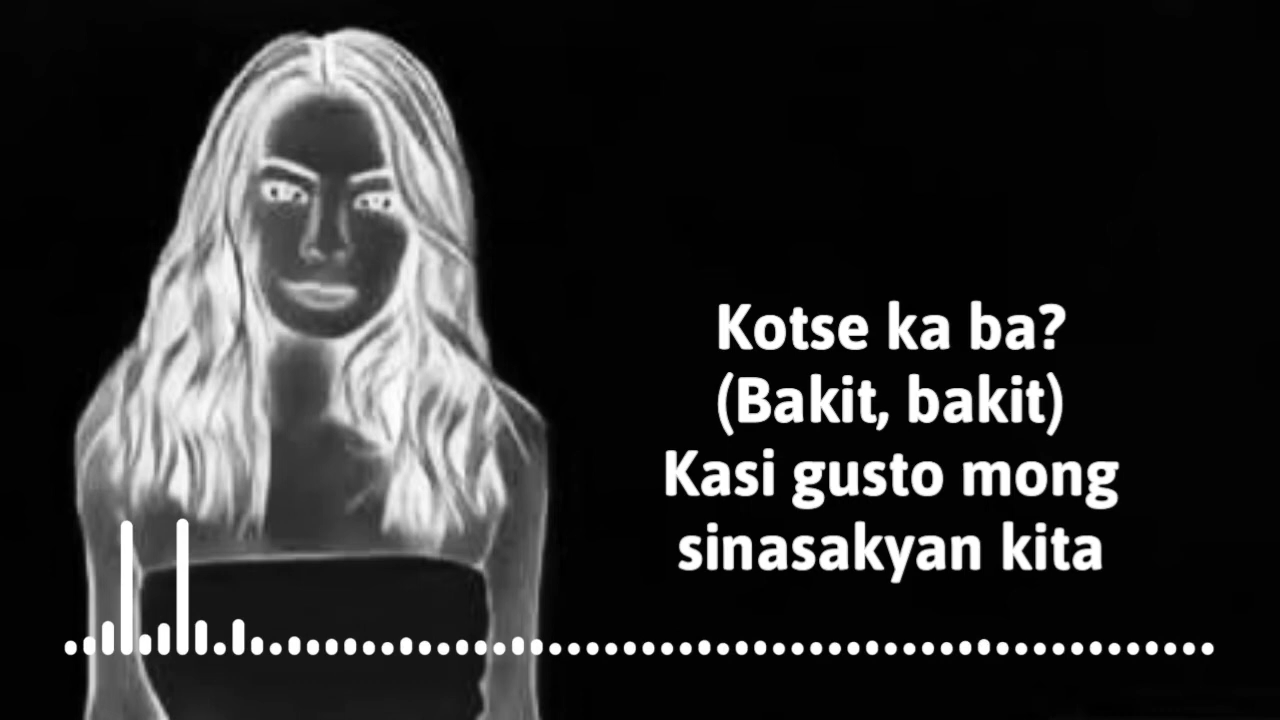 Kotse ka ba?
(Bakit, bakit)
Kasi gusto mong
sinasakyan kita